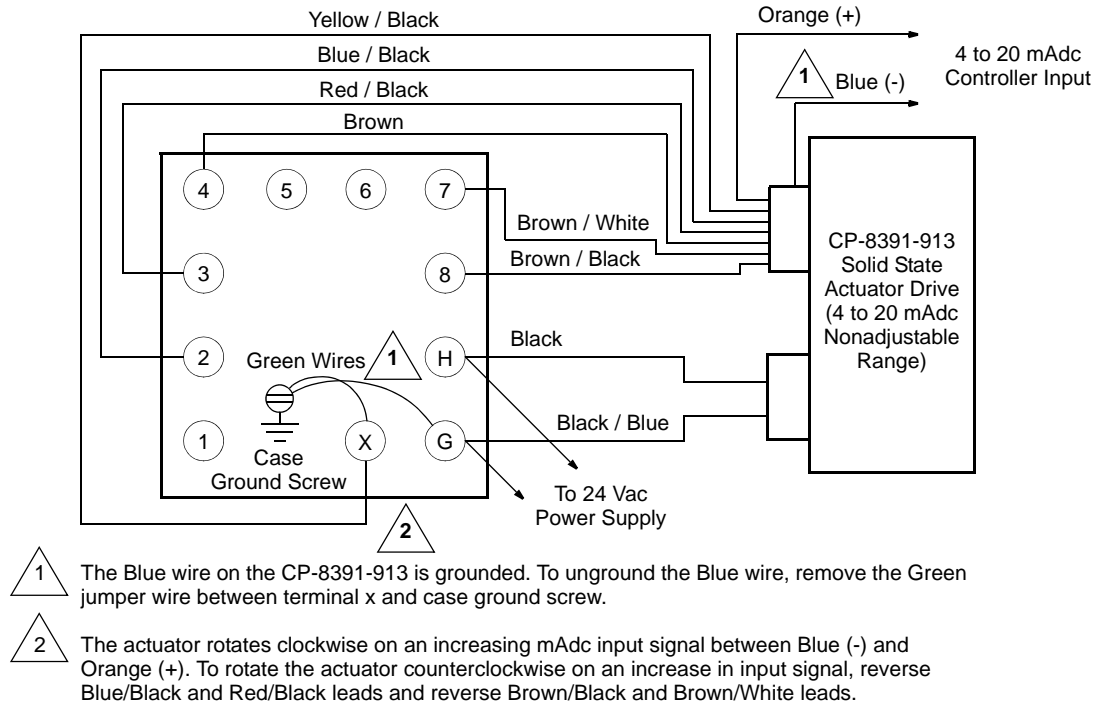 Yellow / Black
Orange (+)
Blue / Black
4 to 20 mAdc
Controller Input
1
Blue (-)
Red / Black
Brown
4
5
6
7
Brown / White
CP-8391-913
Solid State
Actuator Drive
(4 to 20 mAdc
Nonadjustable
Range)
3
8
Brown / Black
2
Green Wires
1
H
Black
1
Case
Ground Screw
X
G
Black / Blue
To 24 Vac
Power Supply
2
1
The Blue wire on the CP-8391-913 is grounded. To unground the Blue wire, remove the Green
jumper wire between terminal x and case ground screw.
2
The actuator rotates clockwise on an increasing mAdc input signal between Blue (-) and
Orange (+). To rotate the actuator counterclockwise on an increase in input signal, reverse
Blue/Black and Red/Black leads and reverse Brown/Black and Brown/White leads.